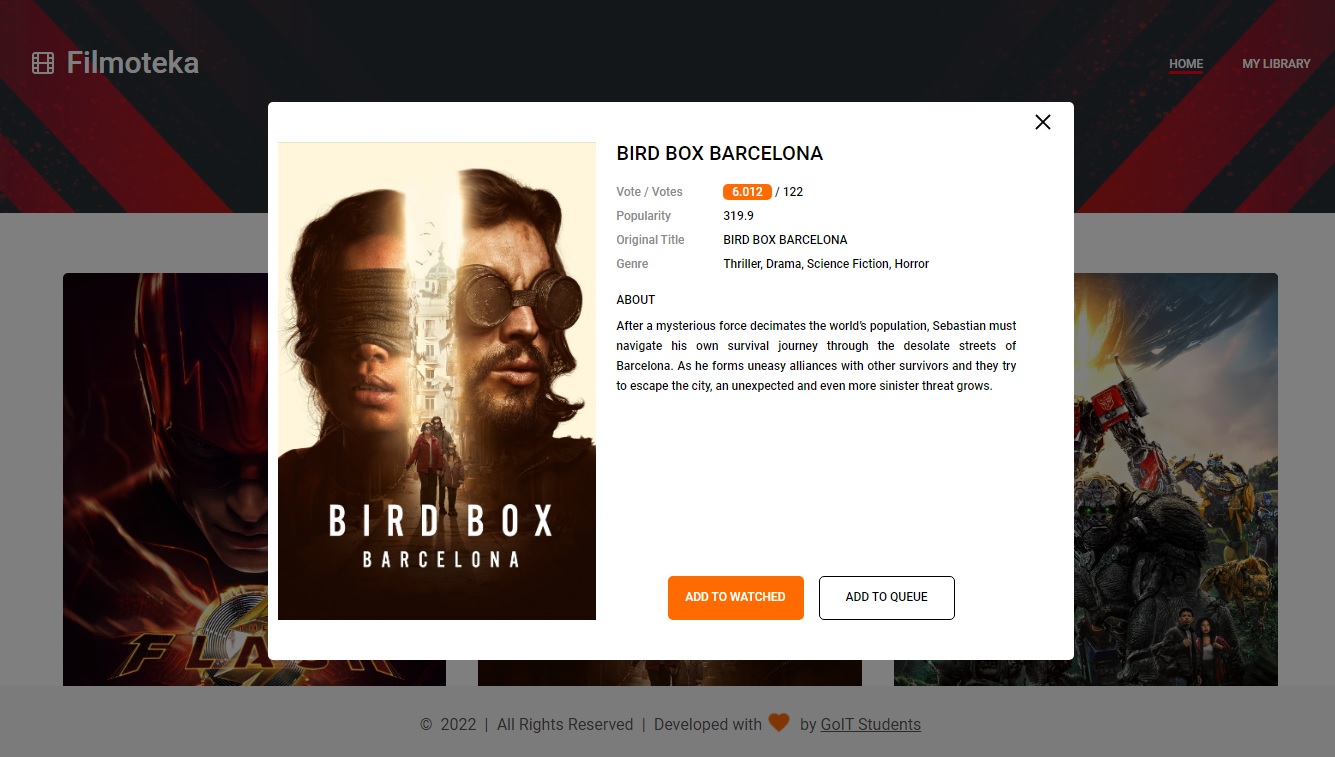 Filmoteka
HOME
MY LIBRARY
BIRD BOX BARCELONA
Vote / Votes 6.012 / 122
Popularity 319.9
Original Title BIRD BOX BARCELONA
Genre Thriller, Drama, Science Fiction, Horror
ABOUT
After a mysterious force decimates the world's population, Sebastian must
navigate his own survival journey through the desolate streets of
Barcelona. As he forms uneasy alliances with other survivors and they try
to escape the city, an unexpected and even more sinister threat grows.
BIRD BOX
BARCELONA
ADD TO WATCHED
ADD TO QUEUE
FLASH
© 2022 | All Rights Reserved | Developed with by GoIT Students